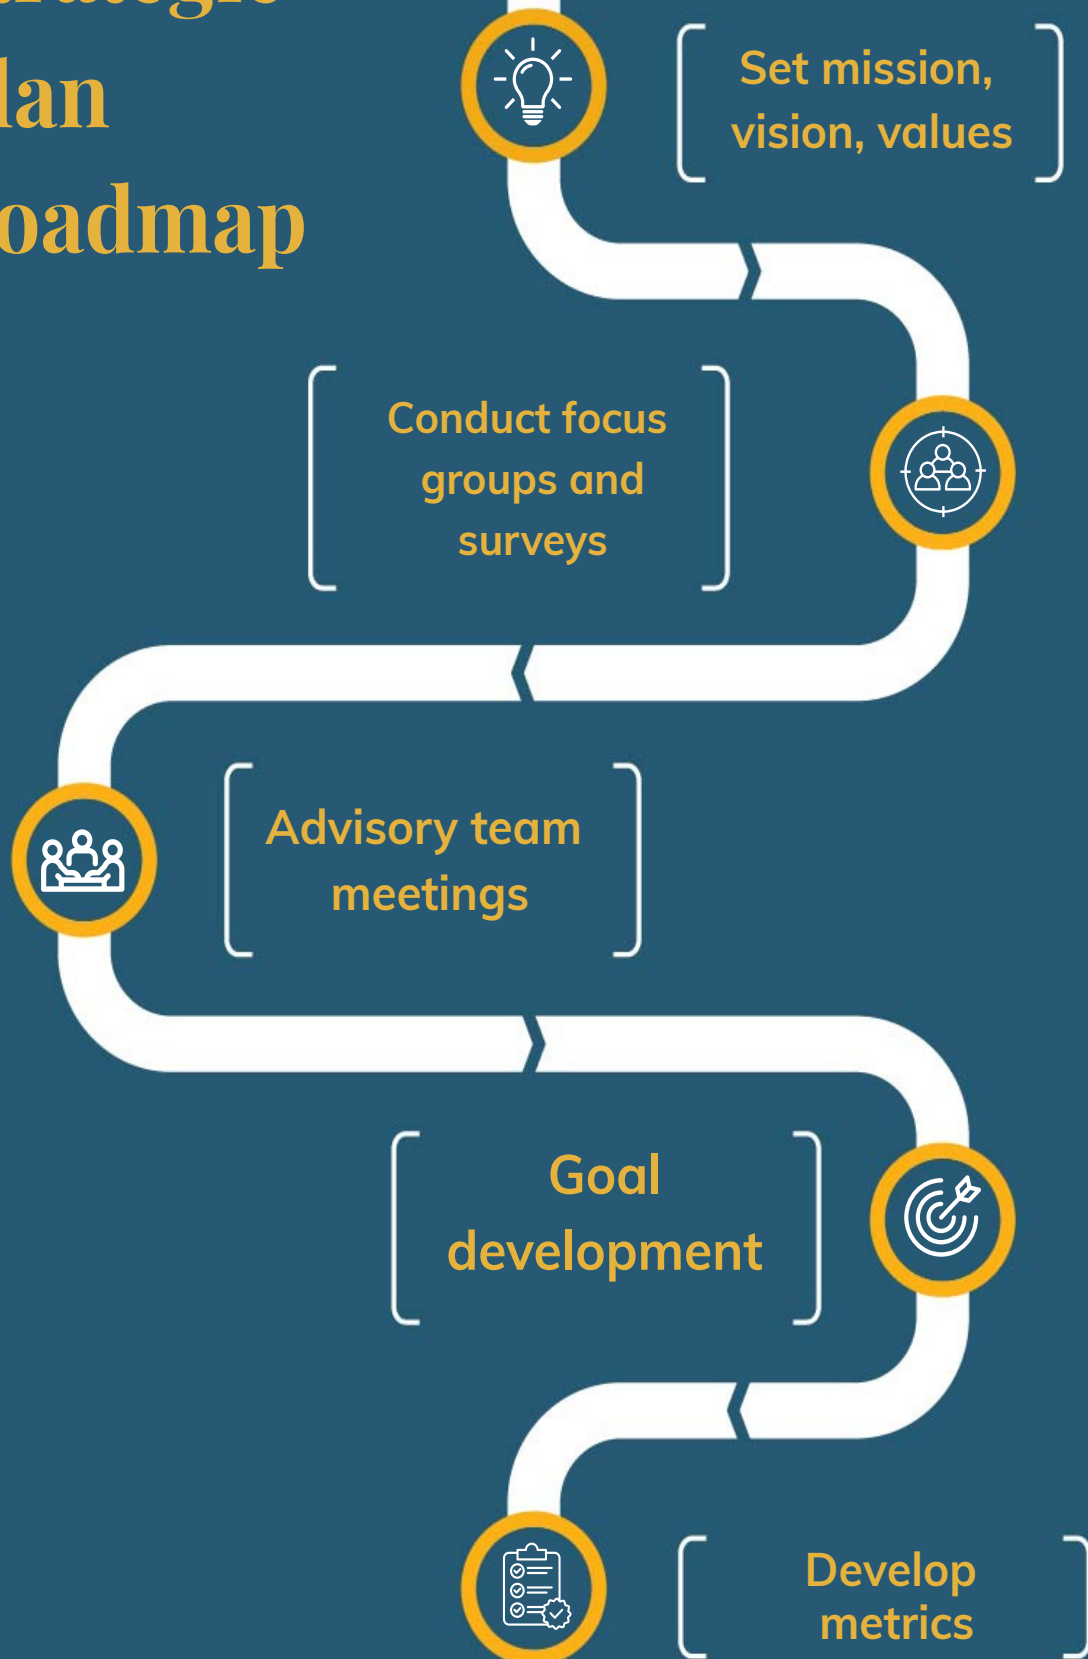 lan
oadmap
Set mission,
vision, values
Conduct focus
groups and
surveys
Advisory team
meetings
Goal
development
Develop
metrics